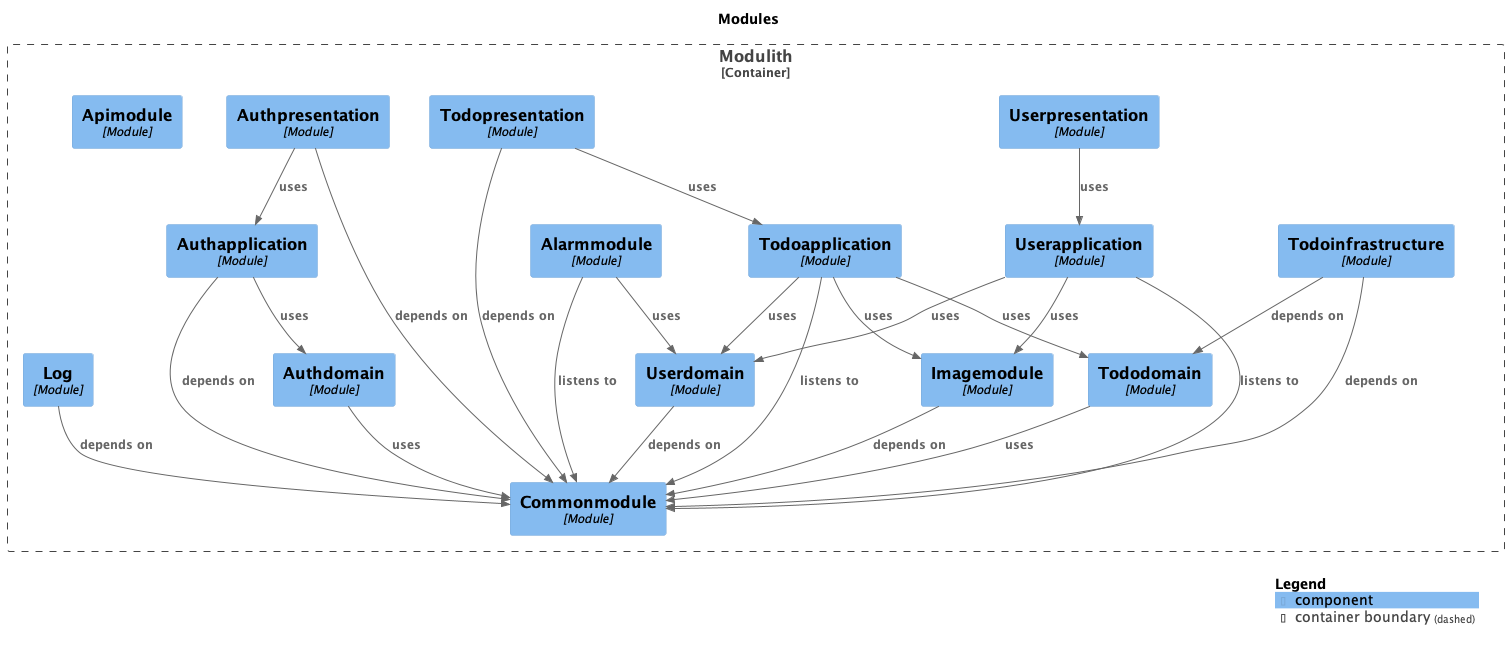 Modules
Modulith
[Container]
Apimodule
[Module]
Authpresentation
[Module]
Todopresentation
[Module]
Userpresentation
[Module]
uses
uses
uses
Authapplication
[Module]
Alarmmodule
[Module]
Todoapplication
[Module]
Userapplication
[Module]
Todoinfrastructure
[Module]
uses
depends on
depends on
uses
uses
uses
uses
uses
uses
depends on
Log
[Module]
depends on
Authdomain
[Module]
listens to
Userdomain
[Module]
listens to
Imagemodule
[Module]
Tododomain
[Module]
listens to
depends on
depends on
uses
depends on
depends on
uses
Commonmodule
[Module]
Legend
component
container boundary (dashed)